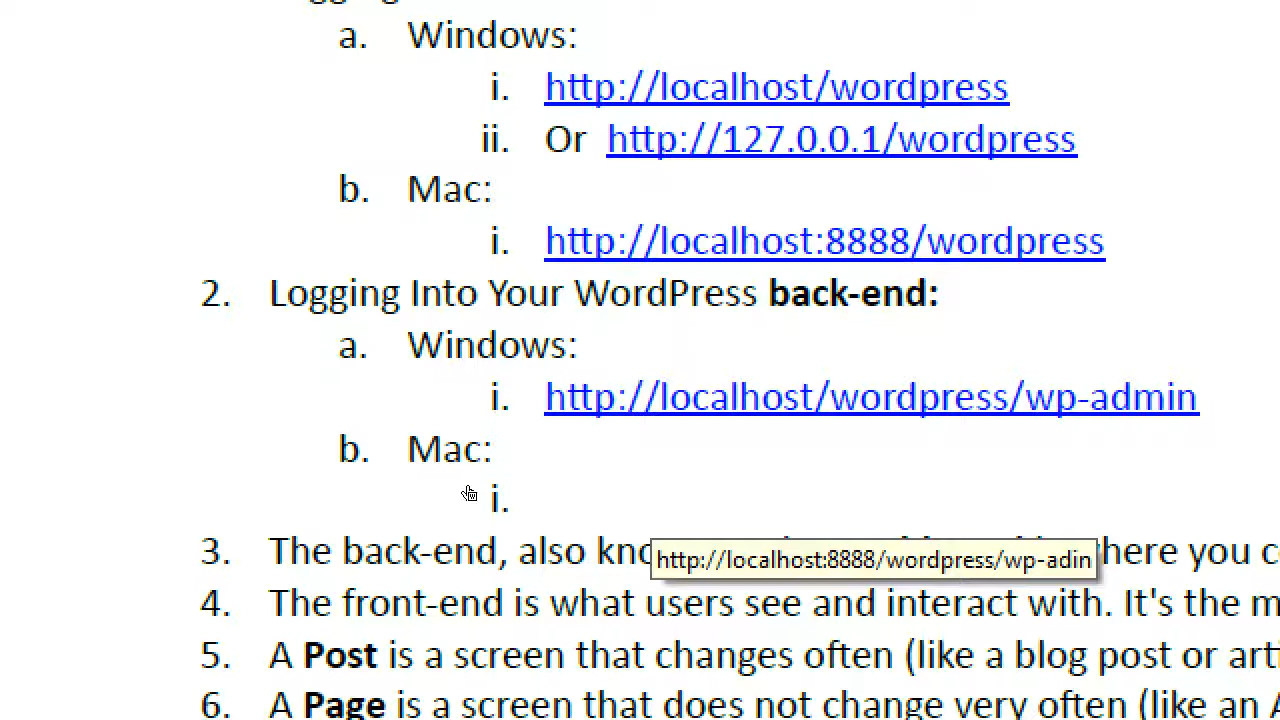 a. Windows:
i. http://localhost/wordpress
ii. Or http://127.0.0.1/wordpress
b. Mac:
i. http://localhost:8888/wordpress
2. Logging Into Your WordPress back-end:
a. Windows:
i. http://localhost/wordpress/wp-admin
b. Mac:
i.
3. The back-end, also kno here you c
http://localhost:8888/wordpress/wp-adin
4. The front-end is what users see and interact with. It's the m
5. A Post is a screen that changes often (like a blog post or art
6. A Page is a screen that does not change very often (like an A